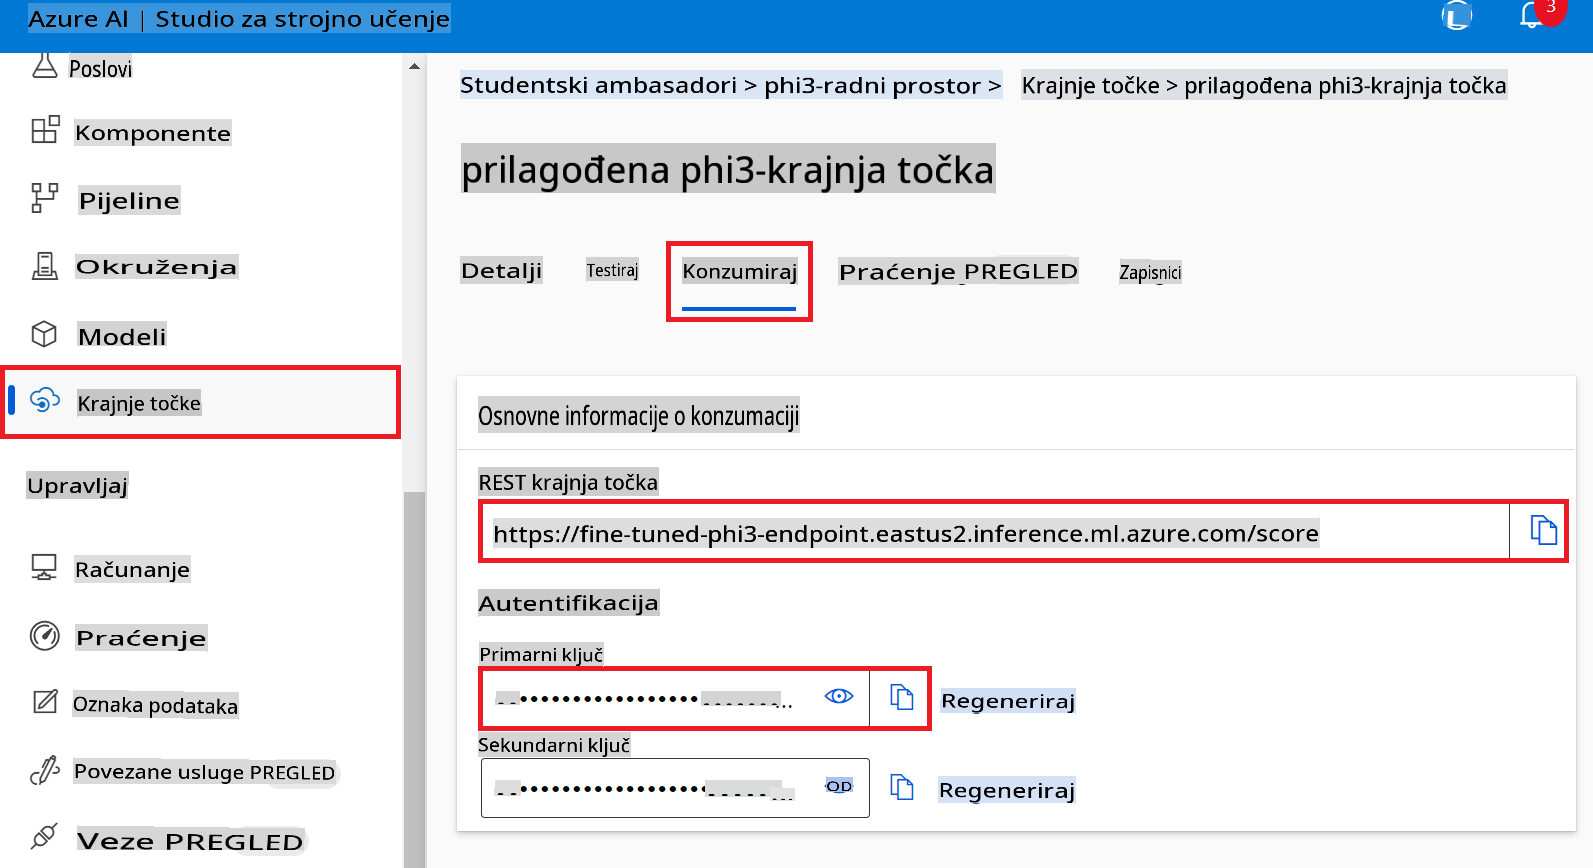 Azure AI | Studio za strojno učenje
3
Poslovi
Komponente
Pijeline
Okruženja
Modeli
Krajnje točke
Upravljaj
Računanje
Praćenje
Oznaka podataka
Povezane usluge PREGLED
Veze PREGLED
Studentski ambasadori > phi3-radni prostor > Krajnje točke > prilagođena phi3-krajnja točka
prilagođena phi3-krajnja točka
Detalji Testiraj Konzumiraj Praćenje PREGLED Zapisnici
Osnovne informacije o konzumaciji
REST krajnja točka
https://fine-tuned-phi3-endpoint.eastus2.inference.ml.azure.com/score
Autentifikacija
Primarni ključ
Regeneriraj
Sekundarni ključ
OD
Regeneriraj